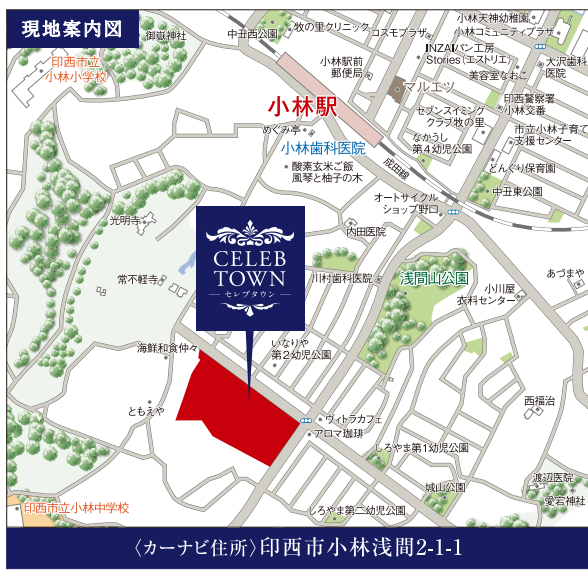 現地案内図
御嶽神社
中丑西公園
牧の里クリニック
コスモプラザ
小林天神幼稚園
小林コミュニティプラザ
INZAIパン工房
Stories(エストリエ)
美容室なおこ
大沢歯科
医院
印西市立
小林小学校
小林駅前
郵便局
マルエツ
小林駅
セブンスイミング
クラブ牧の里
印西警察署
小林交番
めぐみ亭
なかうし
第4幼児公園
市立小林子育て
支援センター
小林歯科医院
酸素玄米ご飯
風琴と柚子の木
成田線
どんぐり保育園
中丑東公園
オートサイクル
ショップ野口
光明寺
内田医院
CELEB
TOWN
セレブタウン
常不軽寺
川村歯科医院
浅間山公園
あづまや
小川屋
衣料センター
海鮮和食仲々
いなりや
第2幼児公園
ともえや
ヴィトラカフェ
アロマ珈琲
西福治
しろやま第1幼児公園
城山公園
渡辺医院
愛宕神社
印西市立小林中学校
しろやま第二幼児公園
〈カーナビ住所〉印西市小林浅間2-1-1